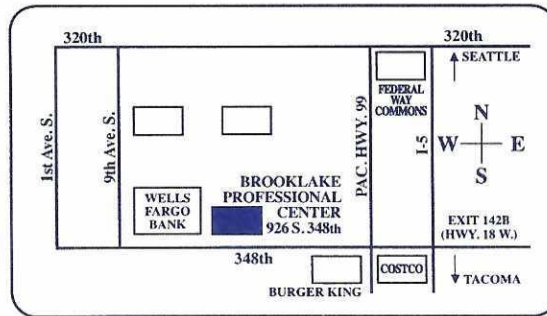 320th
320th
SEATTLE
FEDERAL
WAY
COMMONS
1st Ave. S.
9th Ave. S.
PAC. HWY. 99
I-5
N
W E
S
BROOKLAKE
PROFESSIONAL
CENTER
926 S. 348th
WELLS
FARGO
BANK
EXIT 142B
(HWY. 18 W.)
348th
COSTCO
TACOMA
BURGER KING